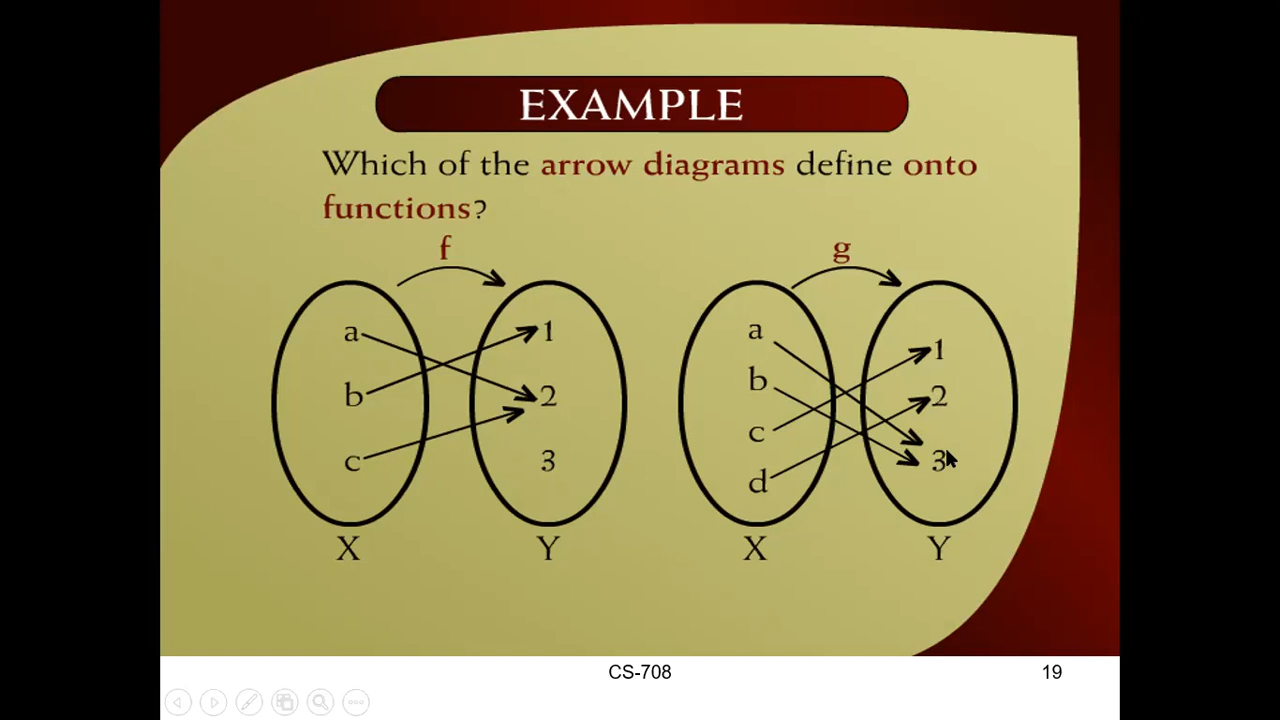 EXAMPLE
Which of the arrow diagrams define onto
functions?
f
g
a
b
c
1
2
3
a
b
c
d
1
2
3
X
Y
X
Y
CS-708
19